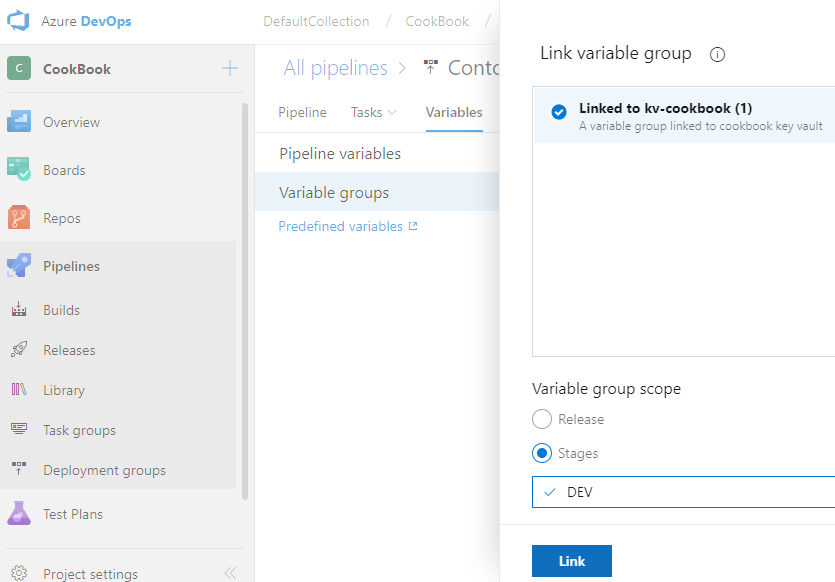 Azure DevOps
DefaultCollection / CookBook /
C CookBook
Overview
Boards
Repos
Pipelines
Builds
Releases
Library
Task groups
Deployment groups
Test Plans
Project settings
All pipelines > Conto
Pipeline Tasks Variables
Pipeline variables
Variable groups
Predefined variables
Link variable group
Linked to kv-cookbook (1)
A variable group linked to cookbook key vault
Variable group scope
Release
Stages
DEV
Link